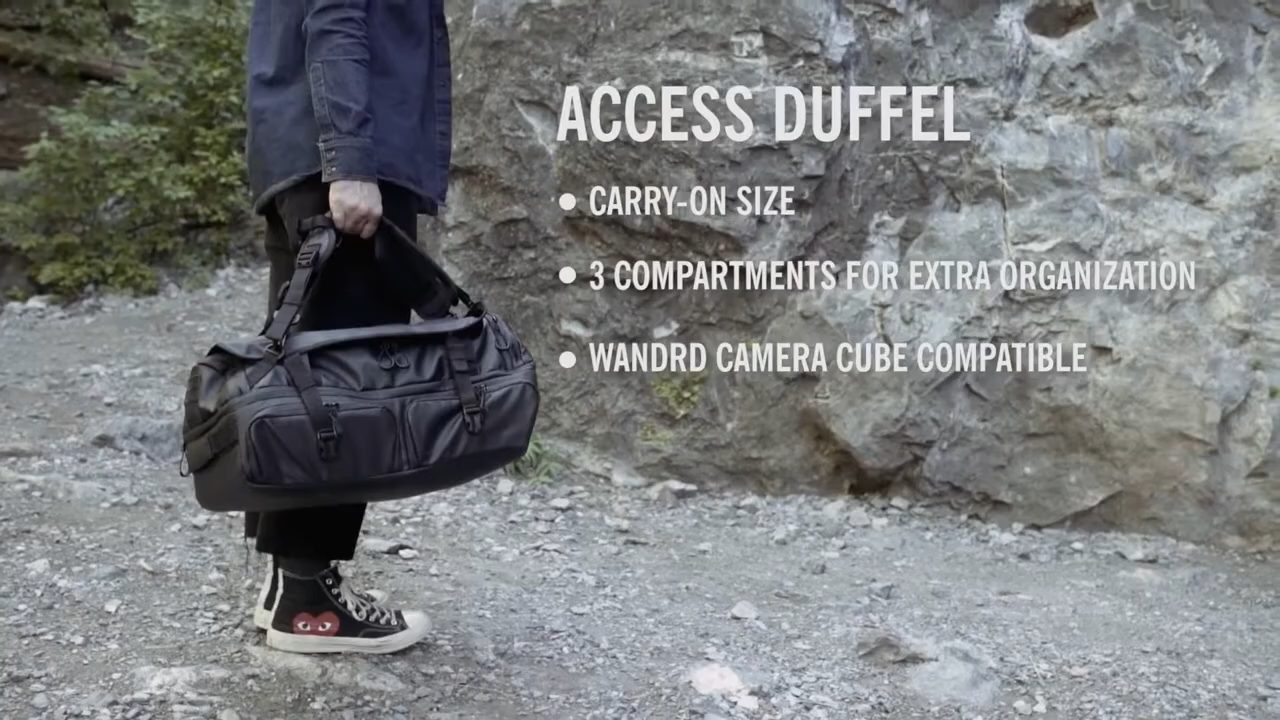 ACCESS DUFFEL
● CARRY-ON SIZE
● 3 COMPARTMENTS FOR EXTRA ORGANIZATION
● WANDRD CAMERA CUBE COMPATIBLE